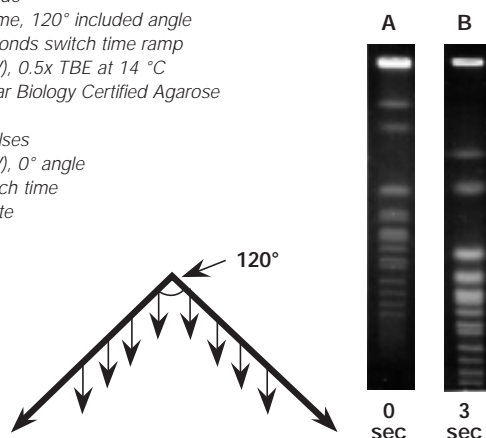 me, 120° included angle
onds switch time ramp
, 0.5x TBE at 14 °C
ar Biology Certified Agarose
lses
, 0° angle
ch time
te
120°
A B
0 3
sec sec